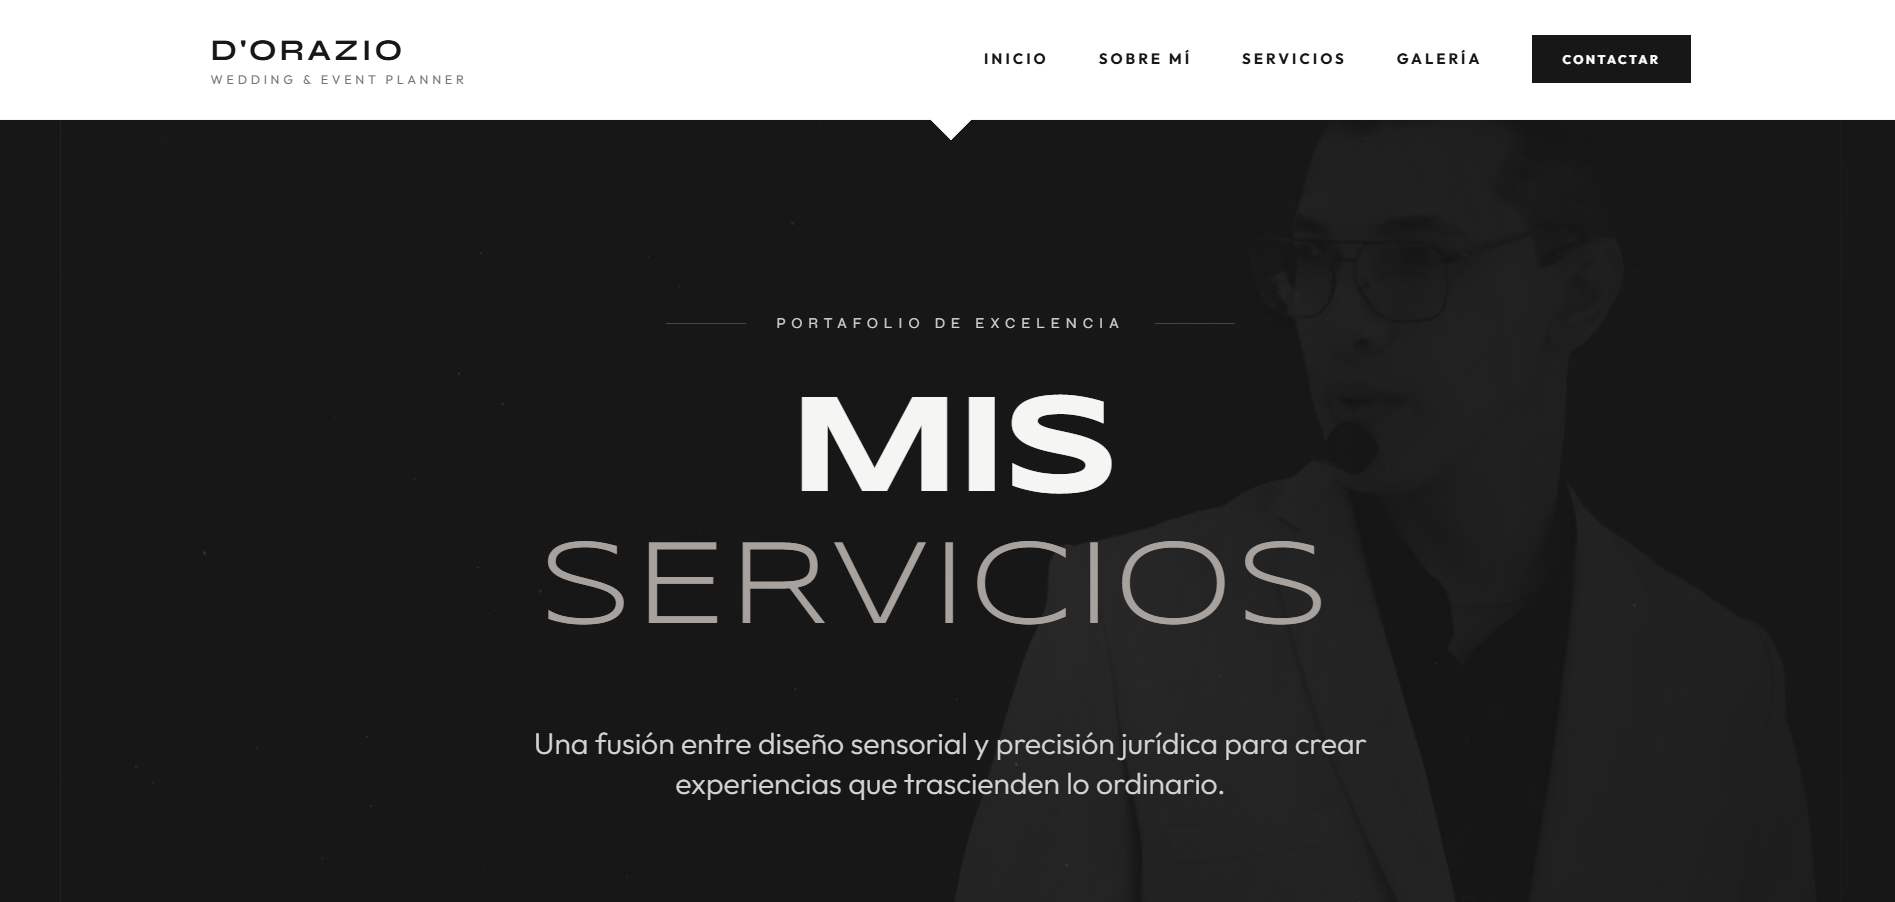 D'ORAZIO
WEDDING & EVENT PLANNER
INICIO SOBRE MÍ SERVICIOS GALERÍA CONTACTAR
PORTAFOLIO DE EXCELENCIA
MIS
SERVICIOS
Una fusión entre diseño sensorial y precisión jurídica para crear
experiencias que trascienden lo ordinario.